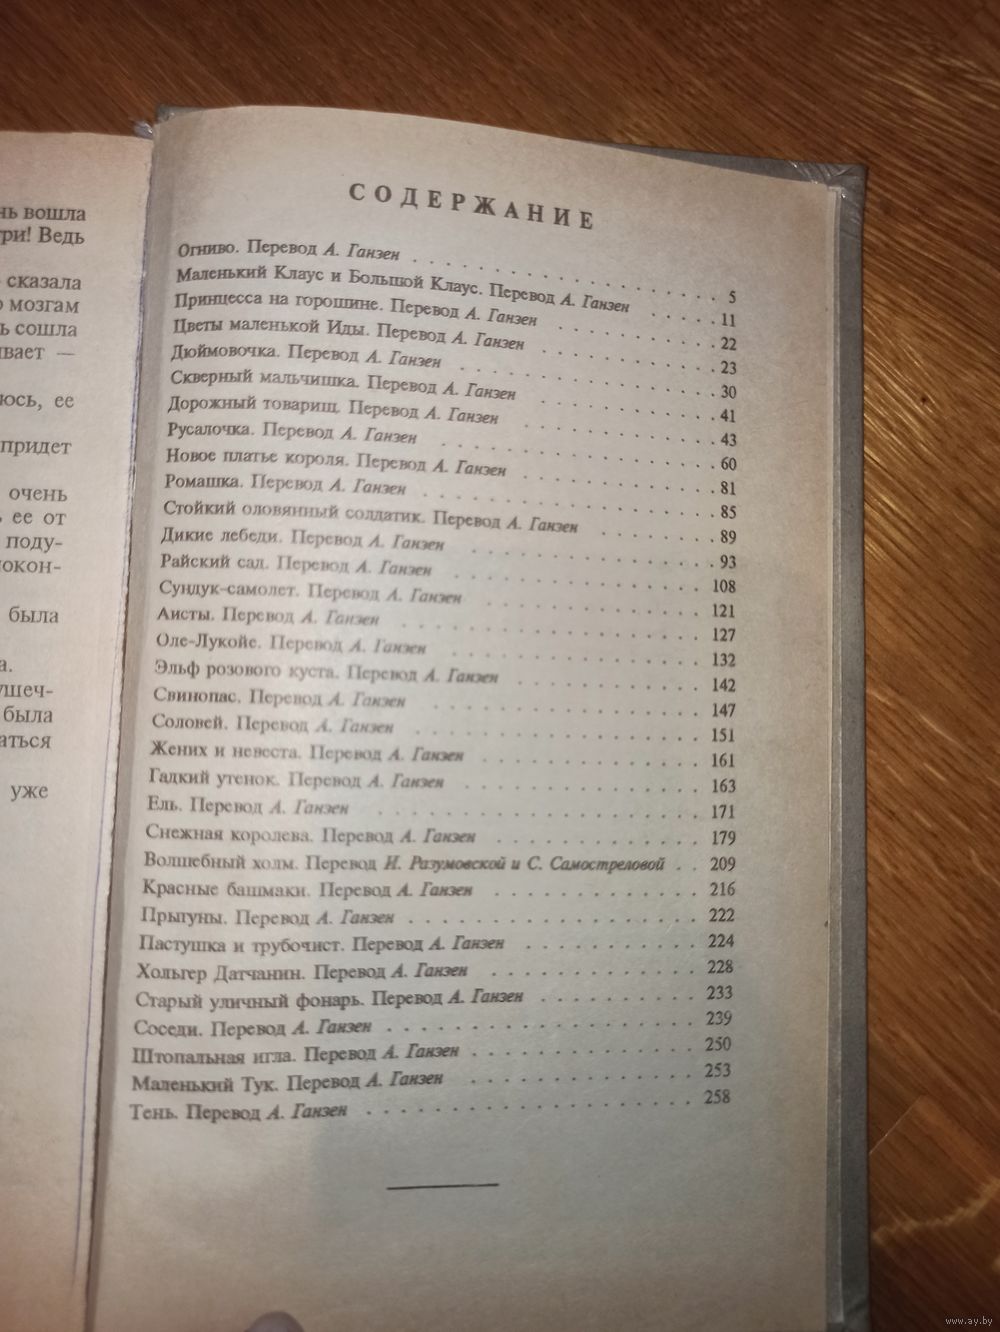 нь вошла
три! Ведь
сказала
о мозгам
ь сошла
ивает —
юсь, ее
придет
очень
ь ее от
поду-
окон-
была
а.
ушеч-
была
аться
уже
СОДЕРЖАНИЕ
Огниво. Перевод А. Ганзен . . . . . . . . . . . . . . . . . . . 5
Маленький Клаус и Большой Клаус. Перевод А. Ганзен . . . . . 11
Принцесса на горошине. Перевод А. Ганзен . . . . . . . . . . 22
Цветы маленькой Иды. Перевод А. Ганзен . . . . . . . . . . . 23
Дюймовочка. Перевод А. Ганзен . . . . . . . . . . . . . . . 30
Скверный мальчишка. Перевод А. Ганзен . . . . . . . . . . . 41
Дорожный товарищ. Перевод А. Ганзен . . . . . . . . . . . . 43
Русалочка. Перевод А. Ганзен . . . . . . . . . . . . . . . . 60
Новое платье короля. Перевод А. Ганзен . . . . . . . . . . . 81
Ромашка. Перевод А. Ганзен . . . . . . . . . . . . . . . . . 85
Стойкий оловянный солдатик. Перевод А. Ганзен . . . . . . . 89
Дикие лебеди. Перевод А. Ганзен . . . . . . . . . . . . . . 93
Райский сад. Перевод А. Ганзен . . . . . . . . . . . . . . . 108
Сундук-самолет. Перевод А. Ганзен . . . . . . . . . . . . . 121
Аисты. Перевод А. Ганзен . . . . . . . . . . . . . . . . . . 127
Оле-Лукойе. Перевод А. Ганзен . . . . . . . . . . . . . . . 132
Эльф розового куста. Перевод А. Ганзен . . . . . . . . . . . 142
Свинопас. Перевод А. Ганзен . . . . . . . . . . . . . . . . 147
Соловей. Перевод А. Ганзен . . . . . . . . . . . . . . . . . 151
Жених и невеста. Перевод А. Ганзен . . . . . . . . . . . . . 161
Гадкий утенок. Перевод А. Ганзен . . . . . . . . . . . . . . 163
Ель. Перевод А. Ганзен . . . . . . . . . . . . . . . . . . . 171
Снежная королева. Перевод А. Ганзен . . . . . . . . . . . . 179
Волшебный холм. Перевод И. Разумовской и С. Самостреловой . . 209
Красные башмаки. Перевод А. Ганзен . . . . . . . . . . . . . 216
Прыгуны. Перевод А. Ганзен . . . . . . . . . . . . . . . . . 222
Пастушка и трубочист. Перевод А. Ганзен . . . . . . . . . . 224
Хольгер Датчанин. Перевод А. Ганзен . . . . . . . . . . . . 228
Старый уличный фонарь. Перевод А. Ганзен . . . . . . . . . . 233
Соседи. Перевод А. Ганзен . . . . . . . . . . . . . . . . . 239
Штопальная игла. Перевод А. Ганзен . . . . . . . . . . . . . 250
Маленький Тук. Перевод А. Ганзен . . . . . . . . . . . . . . 253
Тень. Перевод А. Ганзен . . . . . . . . . . . . . . . . . . 258
www.ay.by